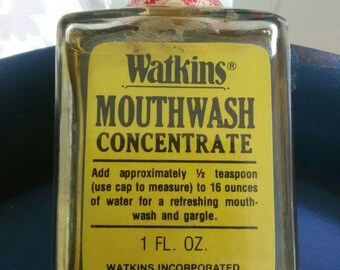 Watkins®
MOUTHWASH
CONCENTRATE
Add approximately ½ teaspoon
(use cap to measure) to 16 ounces
of water for a refreshing mouth-
wash and gargle.
1 FL. OZ.
WATKINS INCORPORATED